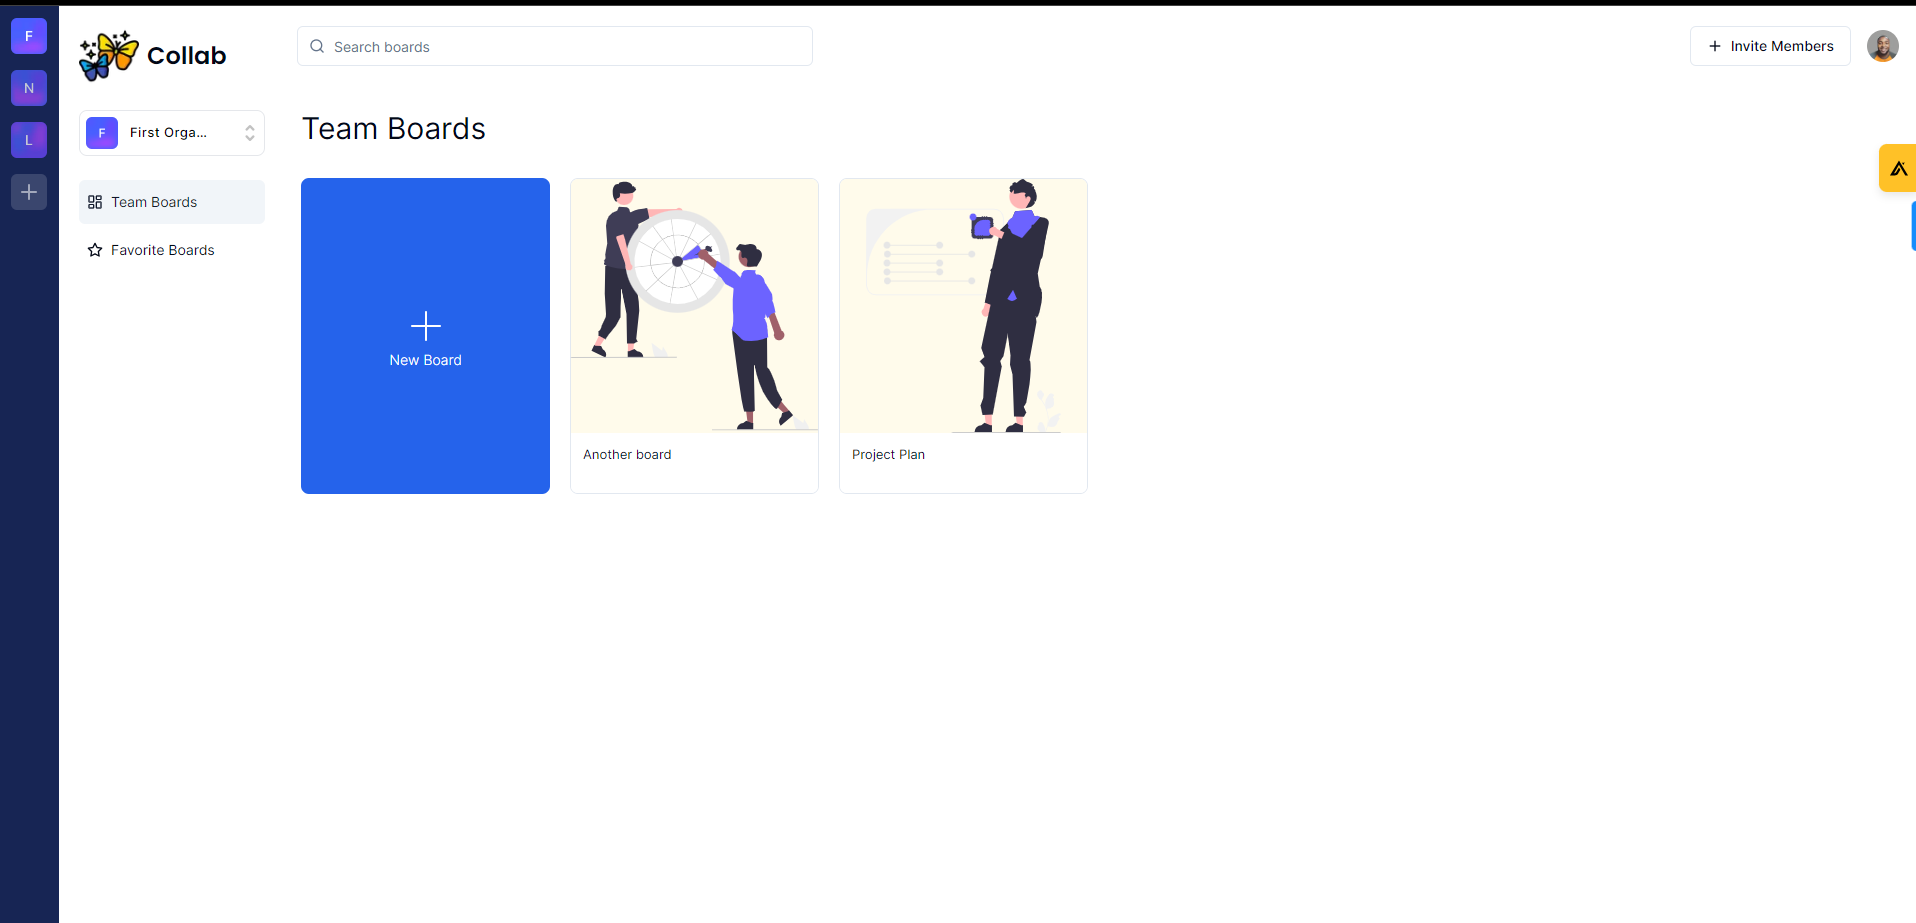 F
N
L
Collab
Search boards
Invite Members
F
First Orga...
Team Boards
Favorite Boards
Team Boards
New Board
Another board
Project Plan